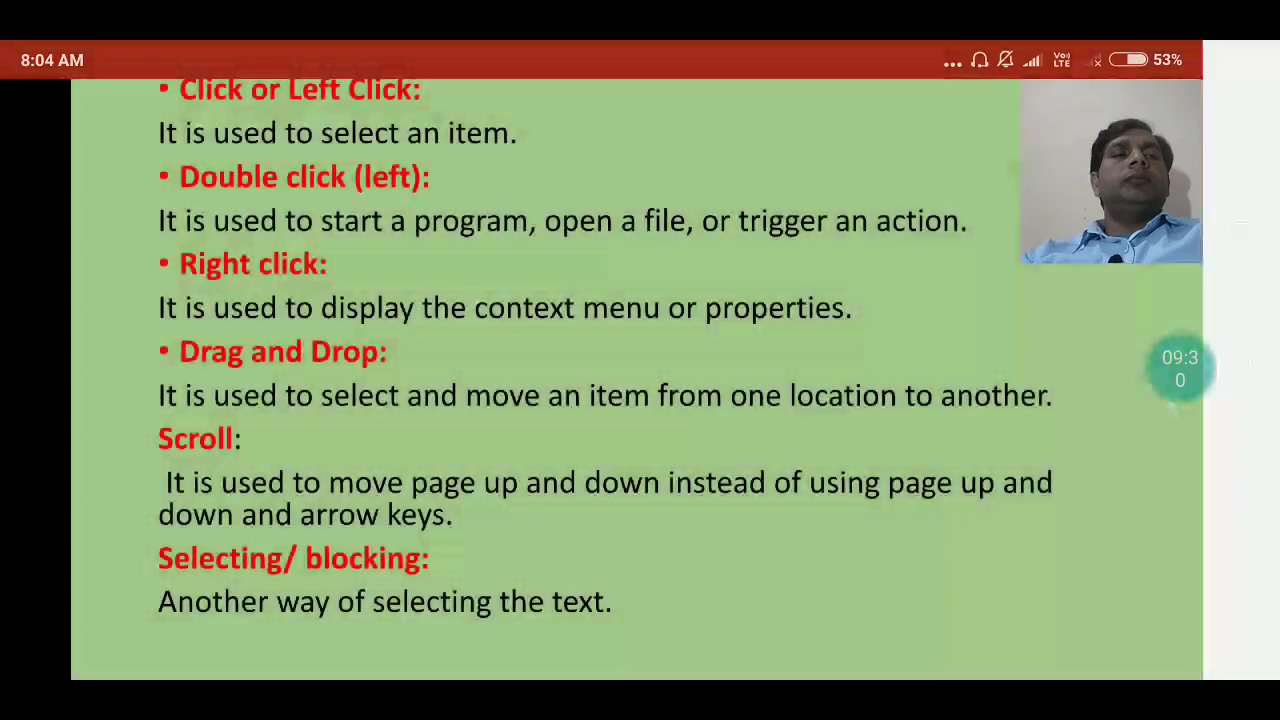 8:04 AM
... Vo) LTE x 53%
• Click or Left Click:
It is used to select an item.
• Double click (left):
It is used to start a program, open a file, or trigger an action.
• Right click:
It is used to display the context menu or properties.
• Drag and Drop:
It is used to select and move an item from one location to another.
Scroll:
It is used to move page up and down instead of using page up and
down and arrow keys.
Selecting/ blocking:
Another way of selecting the text.
09:3
0